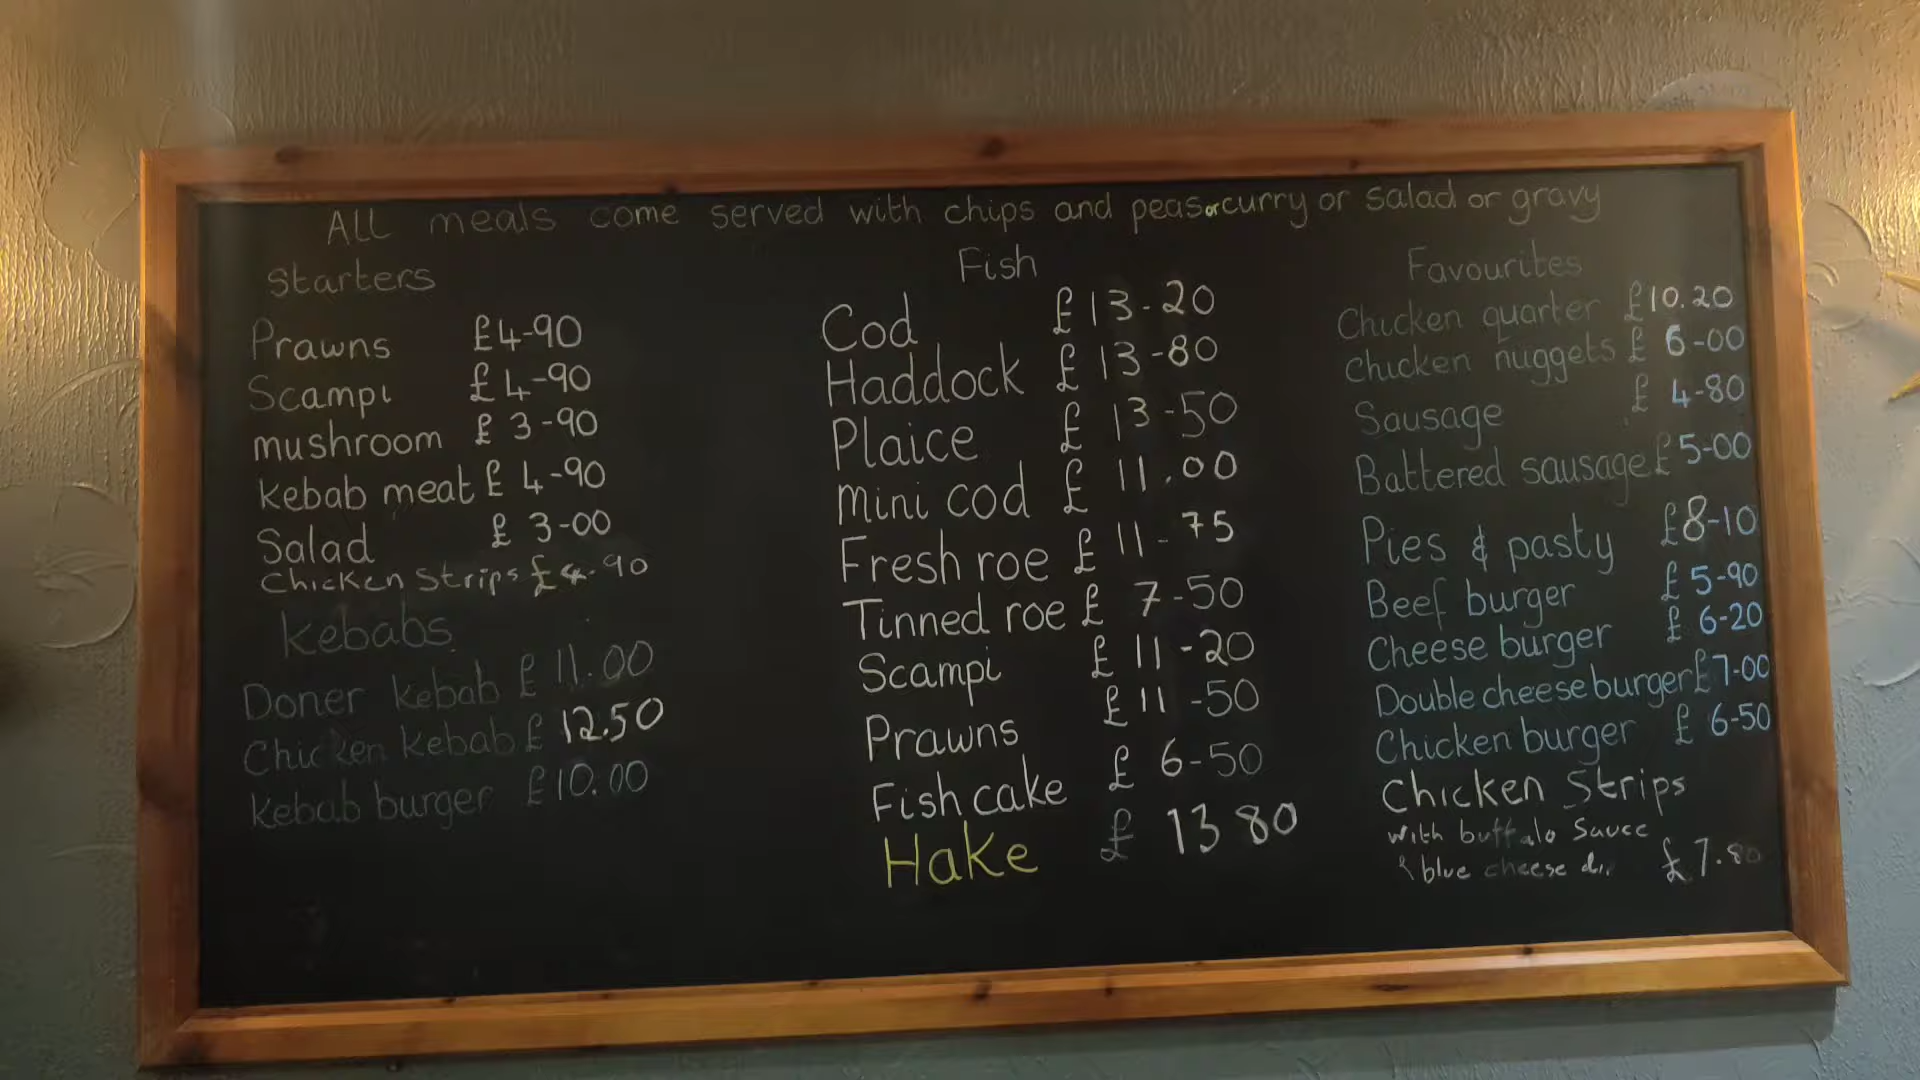 ALL meals come served with chips and peas or curry or salad or gravy
Starters
Prawns £4-90
Scampi £4-90
mushroom £3-90
Kebab meat £4-90
Salad £3-00
Chicken Strips £4-90
Kebabs
Doner kebab £11.00
Chicken kebab £12.50
Kebab burger £10.00
Fish
Cod £13-20
Haddock £13-80
Plaice £13-50
Mini cod £11.00
Fresh roe £11-75
Tinned roe £7-50
Scampi £11-20
Prawns £11-50
Fish cake £6-50
Hake £13 80
Favourites
Chicken quarter £10.20
Chicken nuggets £6-00
Sausage £4-80
Battered sausage £5-00
Pies & pasty £8-10
Beef burger £5-90
Cheese burger £6-20
Double cheese burger £7-00
Chicken burger £6-50
Chicken Strips
with buffalo Sauce
& blue cheese £7.80